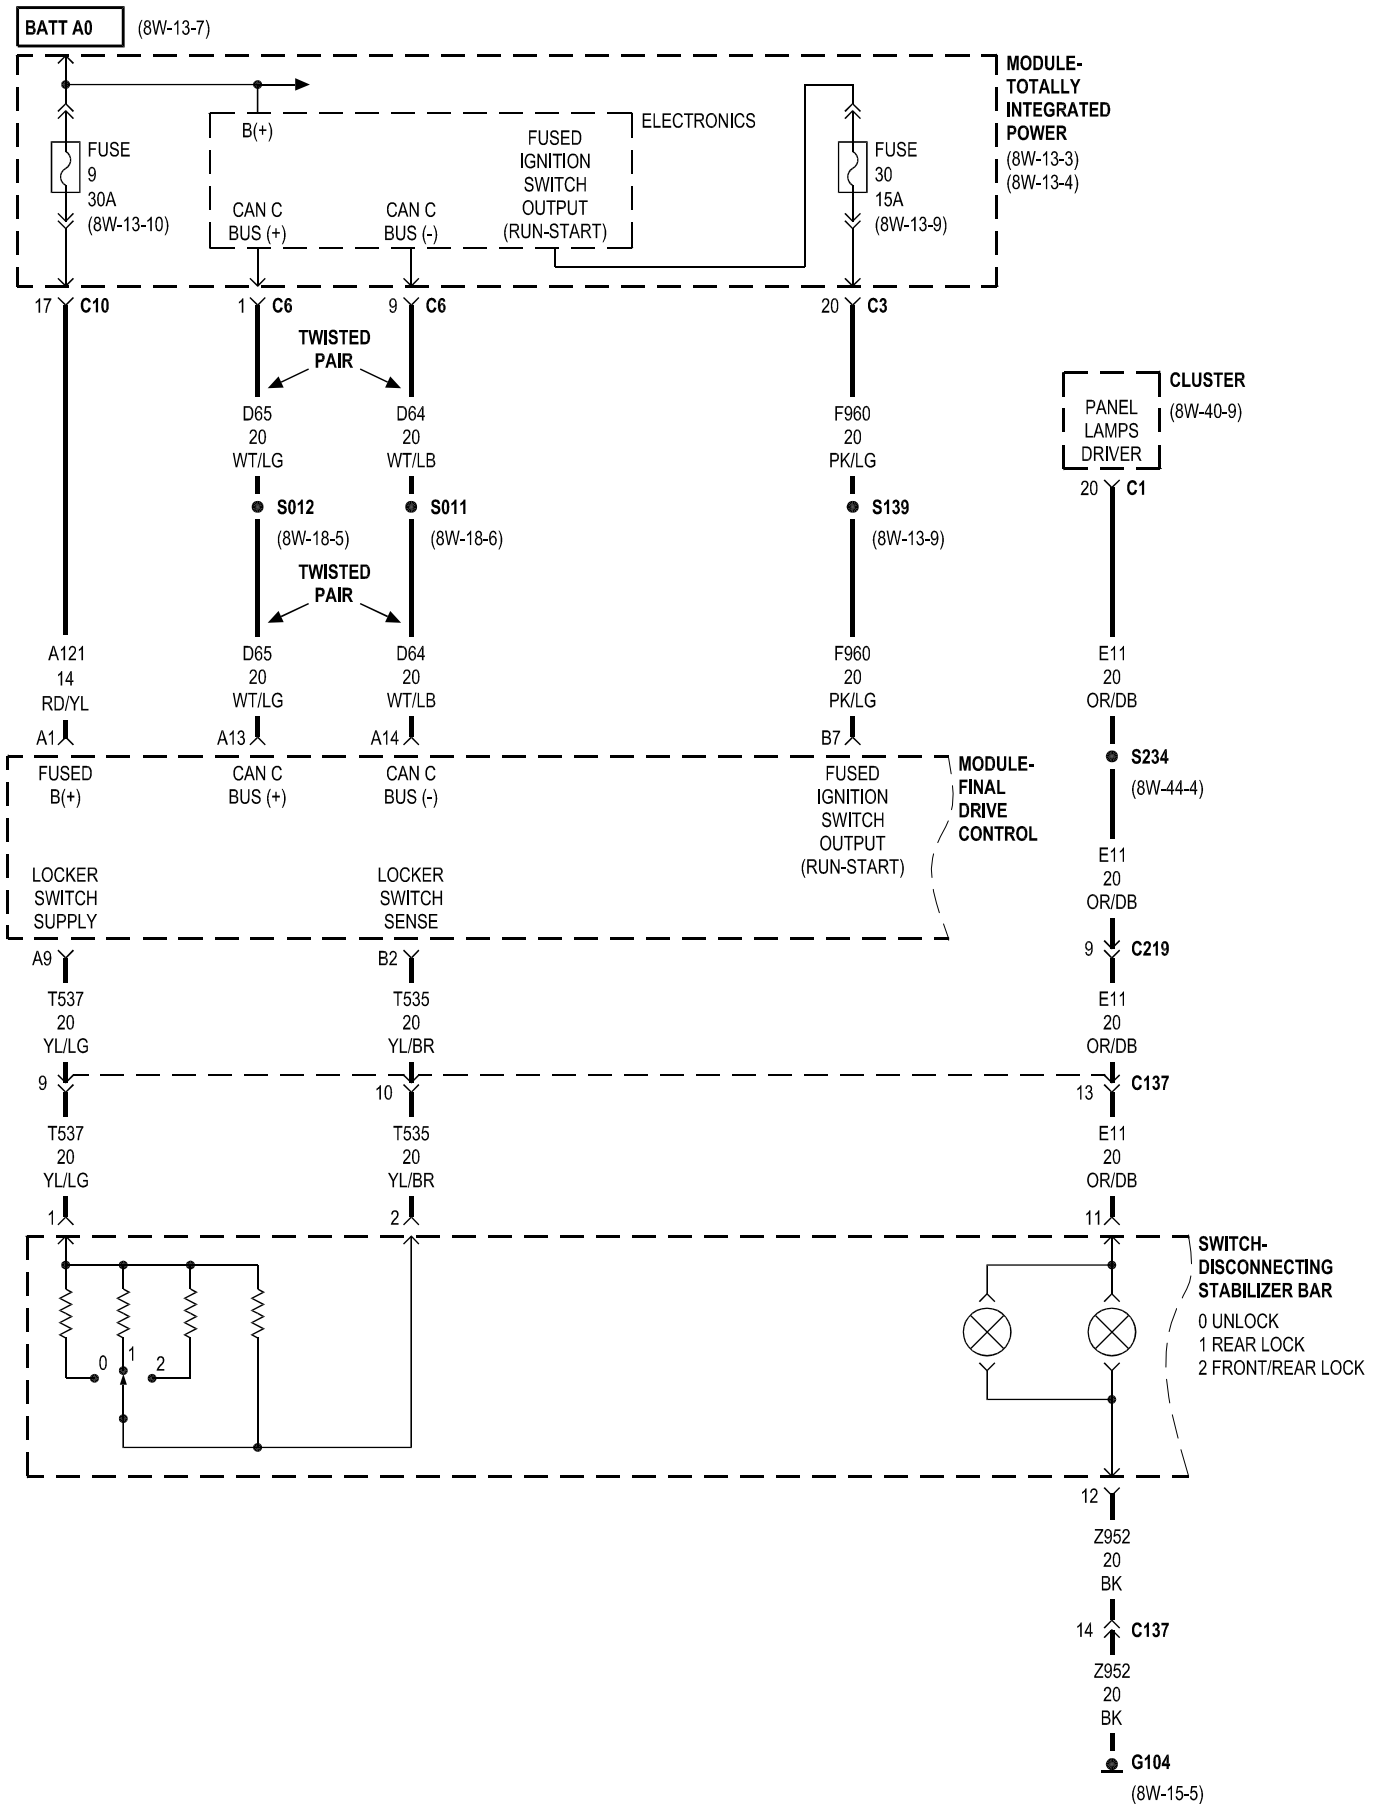 BATT A0
(8W-13-7)
MODULE-
TOTALLY
INTEGRATED
POWER
(8W-13-3)
(8W-13-4)
ELECTRONICS
B(+)
FUSE
9
30A
(8W-13-10)
CAN C
BUS (+)
CAN C
BUS (-)
FUSED
IGNITION
SWITCH
OUTPUT
(RUN-START)
FUSE
30
15A
(8W-13-9)
17 C10
1 C6
9 C6
20 C3
TWISTED
PAIR
D65
20
WT/LG
D64
20
WT/LB
F960
20
PK/LG
CLUSTER
(8W-40-9)
PANEL
LAMPS
DRIVER
20 C1
S012
(8W-18-5)
S011
(8W-18-6)
S139
(8W-13-9)
TWISTED
PAIR
A121
14
RD/YL
D65
20
WT/LG
D64
20
WT/LB
F960
20
PK/LG
E11
20
OR/DB
A1
A13
A14
B7
S234
(8W-44-4)
FUSED
B(+)
CAN C
BUS (+)
CAN C
BUS (-)
FUSED
IGNITION
SWITCH
OUTPUT
(RUN-START)
MODULE-
FINAL
DRIVE
CONTROL
LOCKER
SWITCH
SUPPLY
LOCKER
SWITCH
SENSE
E11
20
OR/DB
A9
B2
9 C219
T537
20
YL/LG
T535
20
YL/BR
E11
20
OR/DB
9
10
13 C137
T537
20
YL/LG
T535
20
YL/BR
E11
20
OR/DB
1
2
11
SWITCH-
DISCONNECTING
STABILIZER BAR
0 UNLOCK
1 REAR LOCK
2 FRONT/REAR LOCK
0
1
2
12
Z952
20
BK
14 C137
Z952
20
BK
G104
(8W-15-5)